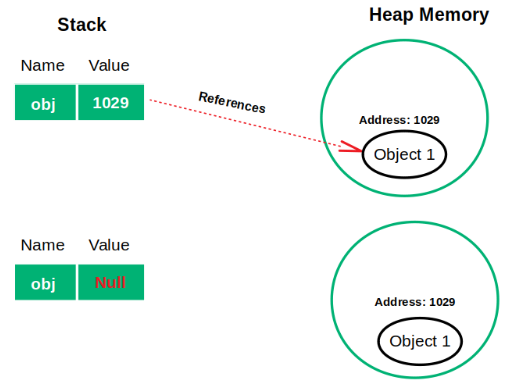 Stack
Heap Memory
Name Value
obj 1029
References
Address: 1029
Object 1
Name Value
obj Null
Address: 1029
Object 1